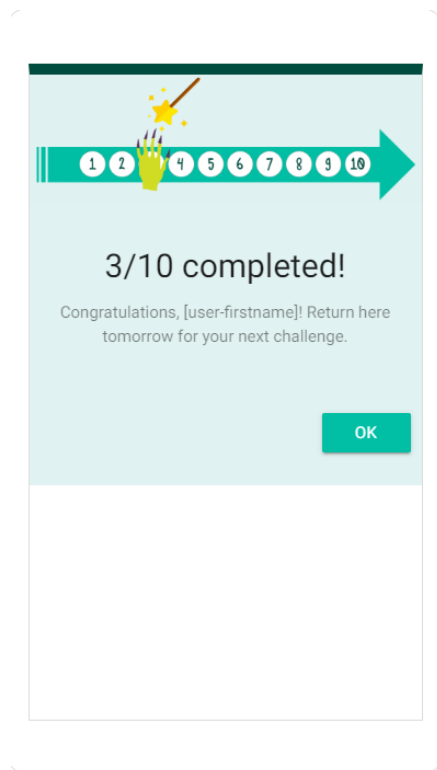 1 2 4 5 6 7 8 9 10
3/10 completed!
Congratulations, [user-firstname]! Return here
tomorrow for your next challenge.
OK